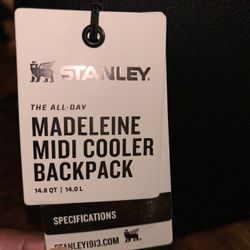 STANLEY.
THE ALL-DAY
MADELEINE
MIDI COOLER
BACKPACK
14.8 QT | 14.0 L
SPECIFICATIONS
STANLEY1913.COM